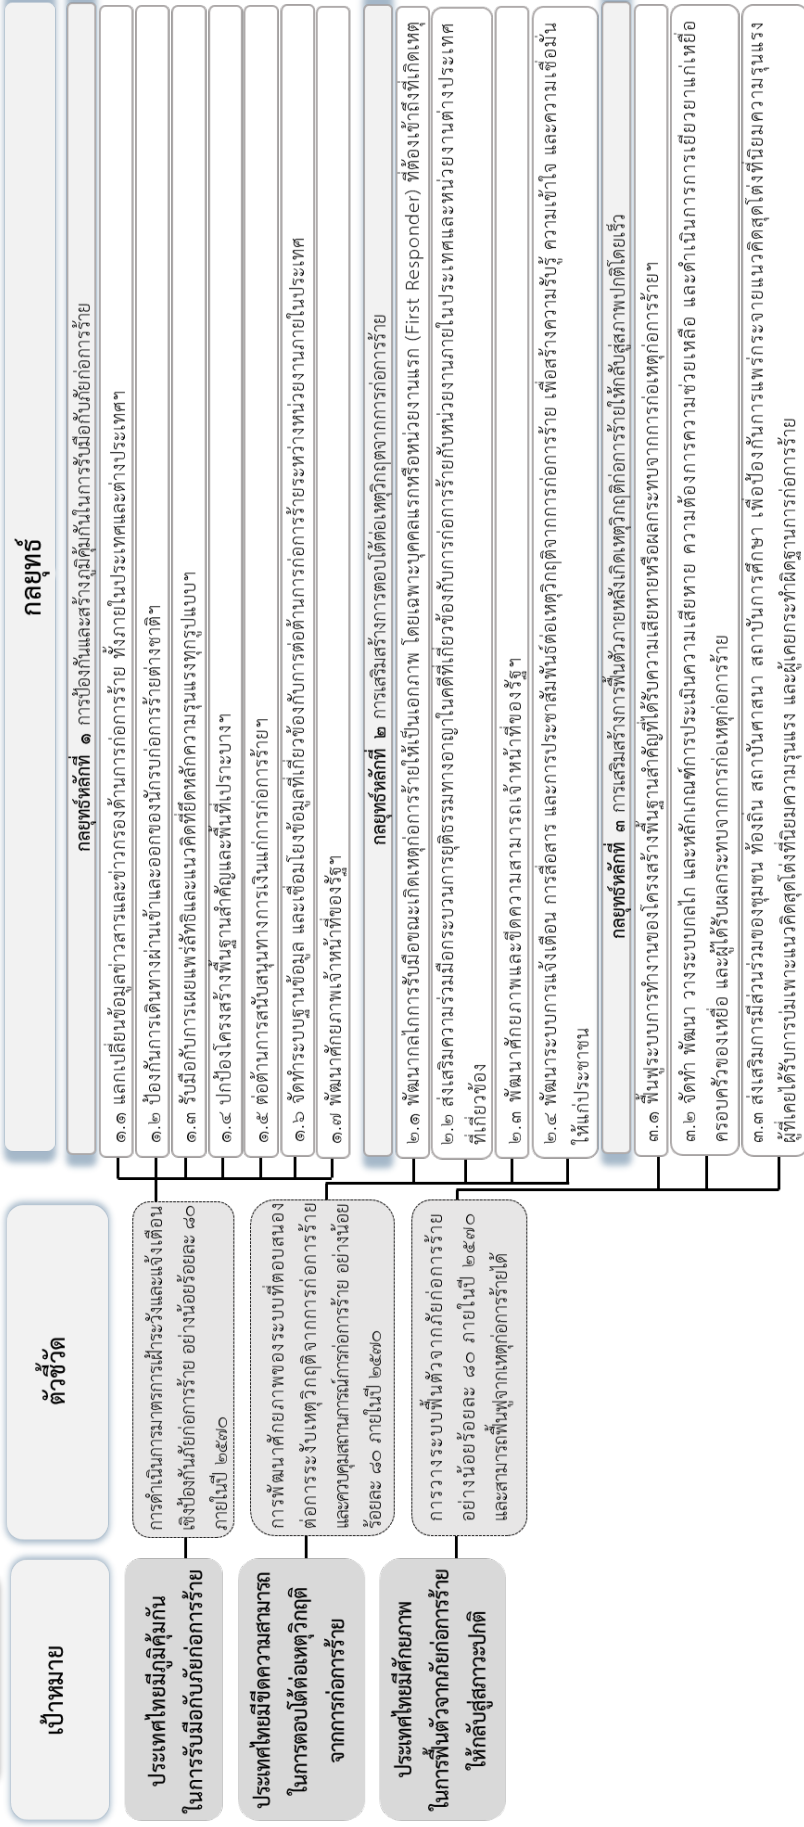 เป้าหมาย
ตัวชี้วัด
กลยุทธ์
ประเทศไทยมีภูมิคุ้มกัน
ในการรับมือกับภัยก่อการร้าย
การดำเนินการมาตรการเฝ้าระวังและแจ้งเตือน
เชิงป้องกันภัยก่อการร้าย อย่างน้อยร้อยละ ๘๐
ภายในปี ๒๕๗๐
กลยุทธ์หลักที่ ๑ การป้องกันและสร้างภูมิคุ้มกันในการรับมือกับภัยก่อการร้าย
๑.๑ แลกเปลี่ยนข้อมูลข่าวสารและข่าวกรองด้านการก่อการร้าย ทั้งภายในประเทศและต่างประเทศฯ
๑.๒ ป้องกันการเดินทางผ่านเข้าและออกของนักรบก่อการร้ายต่างชาติฯ
๑.๓ รับมือกับการเผยแพร่ลัทธิและแนวคิดที่ยึดหลักความรุนแรงทุกรูปแบบฯ
๑.๔ ปกป้องโครงสร้างพื้นฐานสำคัญและพื้นที่เปราะบางฯ
๑.๕ ต่อต้านการสนับสนุนทางการเงินแก่การก่อการร้ายฯ
๑.๖ จัดทำระบบฐานข้อมูล และเชื่อมโยงข้อมูลที่เกี่ยวข้องกับการต่อต้านการก่อการร้ายระหว่างหน่วยงานภายในประเทศ
๑.๗ พัฒนาศักยภาพเจ้าหน้าที่ของรัฐฯ
ประเทศไทยมีขีดความสามารถ
ในการตอบโต้ต่อเหตุวิกฤติ
จากการก่อการร้าย
การพัฒนาศักยภาพของระบบที่ตอบสนอง
ต่อการระงับเหตุวิกฤติจากการก่อการร้าย
และควบคุมสถานการณ์การก่อการร้าย อย่างน้อย
ร้อยละ ๘๐ ภายในปี ๒๕๗๐
กลยุทธ์หลักที่ ๒ การเสริมสร้างการตอบโต้ต่อเหตุวิกฤตจากการก่อการร้าย
๒.๑ พัฒนากลไกการรับมือขณะเกิดเหตุก่อการร้ายให้เป็นเอกภาพ โดยเฉพาะบุคคลแรกหรือหน่วยงานแรก (First Responder) ที่ต้องเข้าถึงที่เกิดเหตุ
๒.๒ ส่งเสริมความร่วมมือกระบวนการยุติธรรมทางอาญาในคดีที่เกี่ยวข้องกับการก่อการร้ายกับหน่วยงานภายในประเทศและหน่วยงานต่างประเทศ
ที่เกี่ยวข้อง
๒.๓ พัฒนาศักยภาพและขีดความสามารถเจ้าหน้าที่ของรัฐฯ
๒.๔ พัฒนาระบบการแจ้งเตือน การสื่อสาร และการประชาสัมพันธ์ต่อเหตุวิกฤติจากการก่อการร้าย เพื่อสร้างความรับรู้ ความเข้าใจ และความเชื่อมั่น
ให้แก่ประชาชน
ประเทศไทยมีศักยภาพ
ในการฟื้นตัวจากภัยก่อการร้าย
ให้กลับสู่สภาวะปกติ
การวางระบบฟื้นตัวจากภัยก่อการร้าย
อย่างน้อยร้อยละ ๘๐ ภายในปี ๒๕๗๐
และสามารถฟื้นฟูจากเหตุก่อการร้ายได้
กลยุทธ์หลักที่ ๓ การเสริมสร้างการฟื้นตัวภายหลังเกิดเหตุวิกฤติก่อการร้ายให้กลับสู่สภาพปกติโดยเร็ว
๓.๑ ฟื้นฟูระบบการทำงานของโครงสร้างพื้นฐานสำคัญที่ได้รับความเสียหายหรือผลกระทบจากการก่อเหตุก่อการร้ายฯ
๓.๒ จัดทำ พัฒนา วางระบบกลไก และหลักเกณฑ์การประเมินความเสียหาย ความต้องการความช่วยเหลือ และดำเนินการการเยียวยาแก่เหยื่อ
ครอบครัวของเหยื่อ และผู้ได้รับผลกระทบจากการก่อเหตุก่อการร้าย
๓.๓ ส่งเสริมการมีส่วนร่วมของชุมชน ท้องถิ่น สถาบันศาสนา สถาบันการศึกษา เพื่อป้องกันการแพร่กระจายแนวคิดสุดโต่งที่นิยมความรุนแรง
ผู้ที่เคยได้รับการบ่มเพาะแนวคิดสุดโต่งที่นิยมความรุนแรง และผู้เคยกระทำผิดฐานการก่อการร้าย